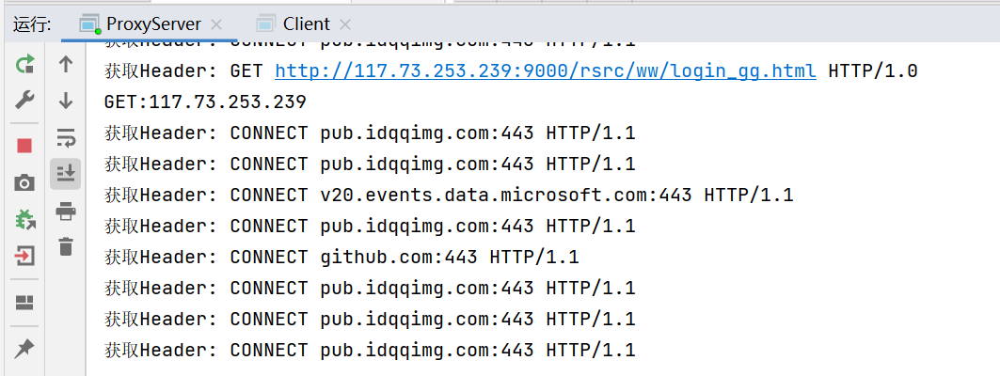 运行: ProxyServer Client
获取Header: CONNECT pub.idqqimg.com:443 HTTP/1.1
获取Header: GET http://117.73.253.239:9000/rsrc/ww/login_gg.html HTTP/1.0
GET:117.73.253.239
获取Header: CONNECT pub.idqqimg.com:443 HTTP/1.1
获取Header: CONNECT pub.idqqimg.com:443 HTTP/1.1
获取Header: CONNECT v20.events.data.microsoft.com:443 HTTP/1.1
获取Header: CONNECT pub.idqqimg.com:443 HTTP/1.1
获取Header: CONNECT github.com:443 HTTP/1.1
获取Header: CONNECT pub.idqqimg.com:443 HTTP/1.1
获取Header: CONNECT pub.idqqimg.com:443 HTTP/1.1
获取Header: CONNECT pub.idqqimg.com:443 HTTP/1.1